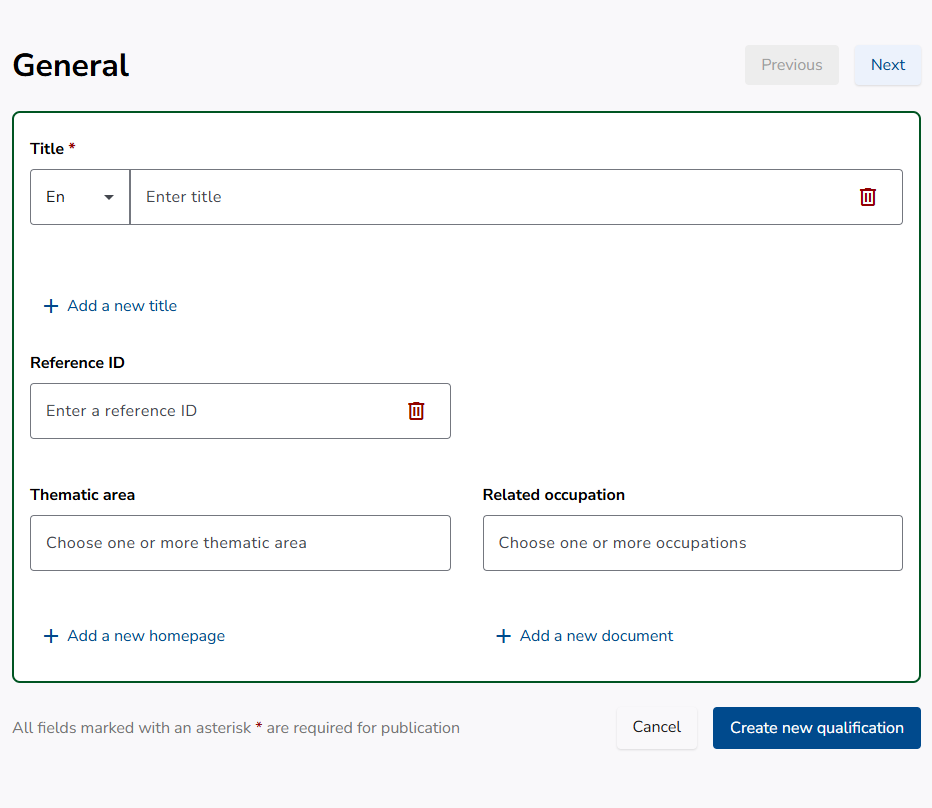 General
Previous
Next
Title *
En
Enter title
Add a new title
Reference ID
Enter a reference ID
Thematic area
Related occupation
Choose one or more thematic area
Choose one or more occupations
Add a new homepage
Add a new document
All fields marked with an asterisk * are required for publication
Cancel
Create new qualification